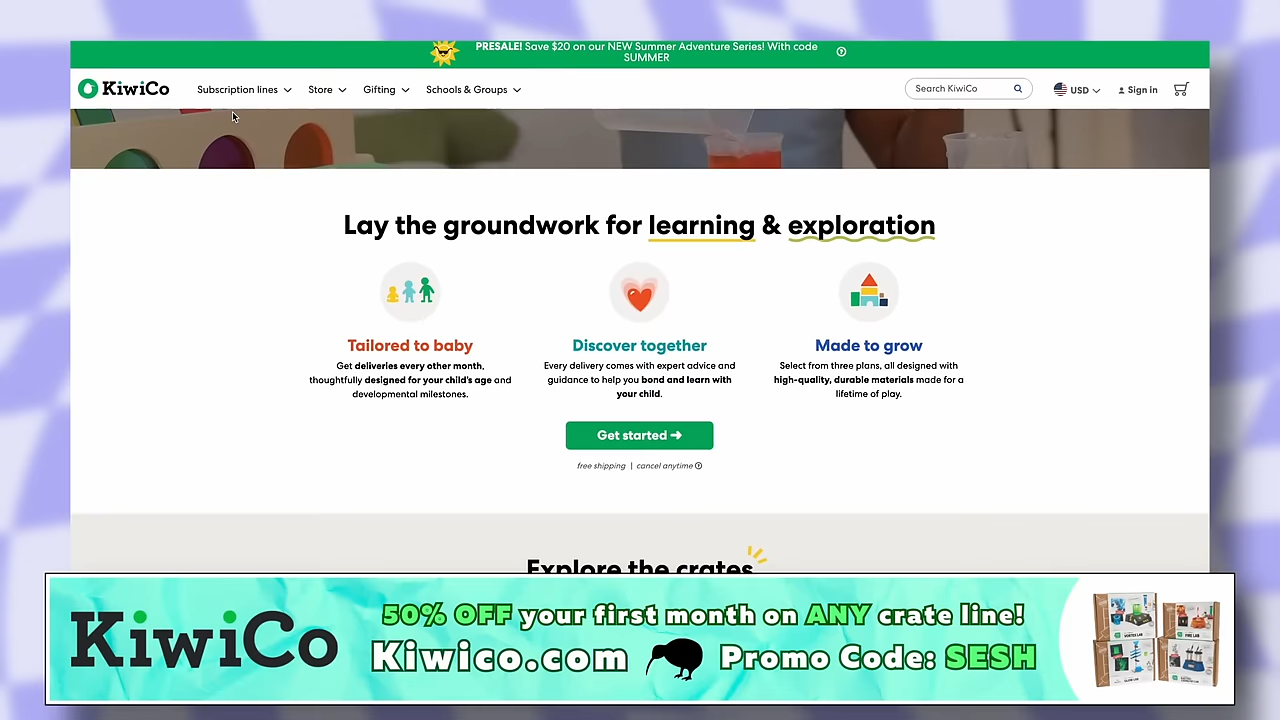 PRESALE! Save $20 on our NEW Summer Adventure Series! With code
SUMMER
KiwiCo
Subscription lines
Store
Gifting
Schools & Groups
Search KiwiCo
USD
Sign in
Lay the groundwork for learning & exploration
Tailored to baby
Get deliveries every other month,
thoughtfully designed for your child's age and
developmental milestones.
Discover together
Every delivery comes with expert advice and
guidance to help you bond and learn with
your child.
Made to grow
Select from three plans, all designed with
high-quality, durable materials made for a
lifetime of play.
Get started ➔
free shipping | cancel anytime
Explore the crates
KiwiCo
50% OFF your first month on ANY crate line!
Kiwico.com
Promo Code: SESH